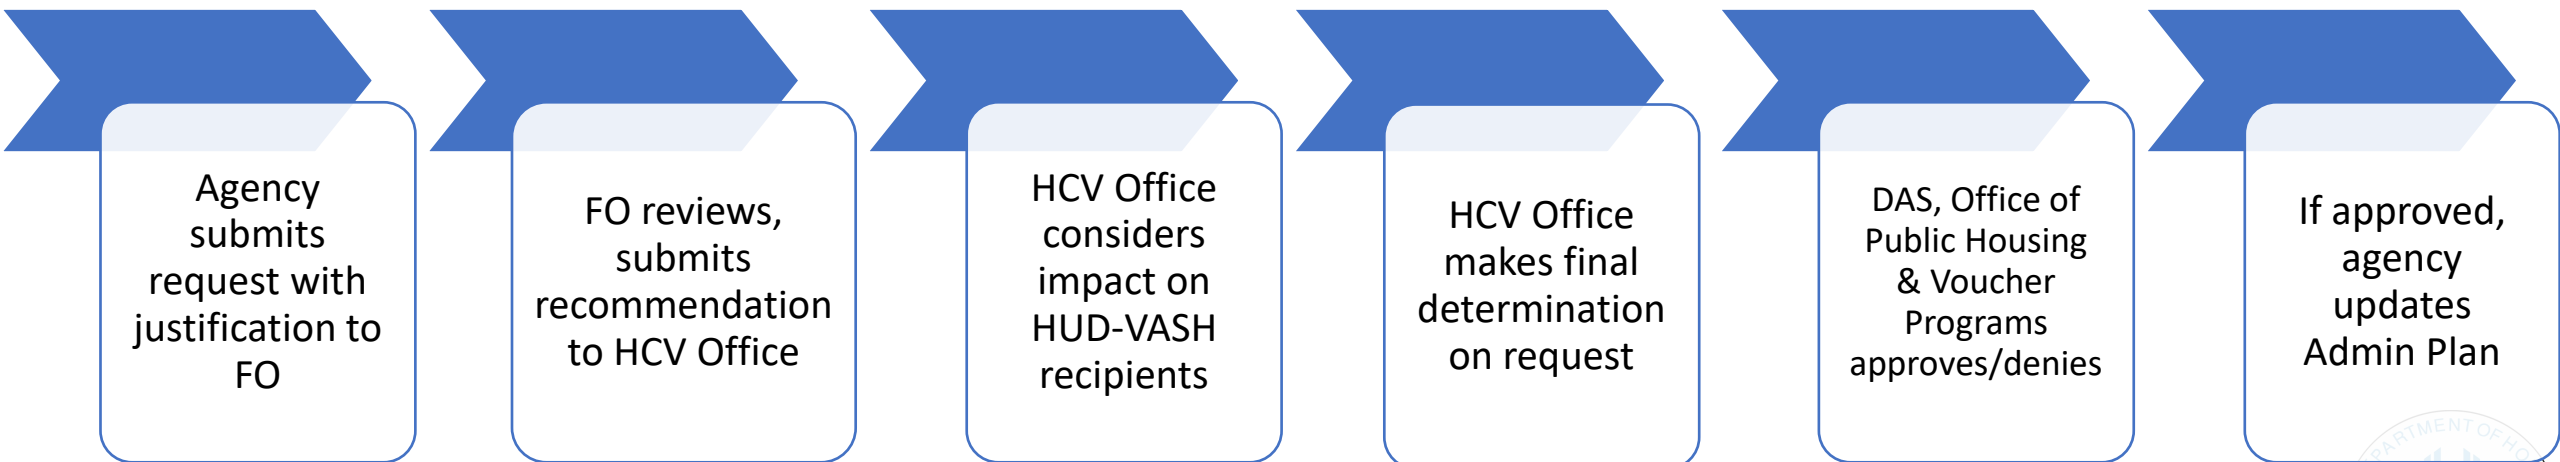 Agency
submits
request with
justification to
FO
FO reviews,
submits
recommendation
to HCV Office
HCV Office
considers
impact on
HUD-VASH
recipients
HCV Office
makes final
determination
on request
DAS, Office of
Public Housing
& Voucher
Programs
approves/denies
If approved,
agency
updates
Admin Plan